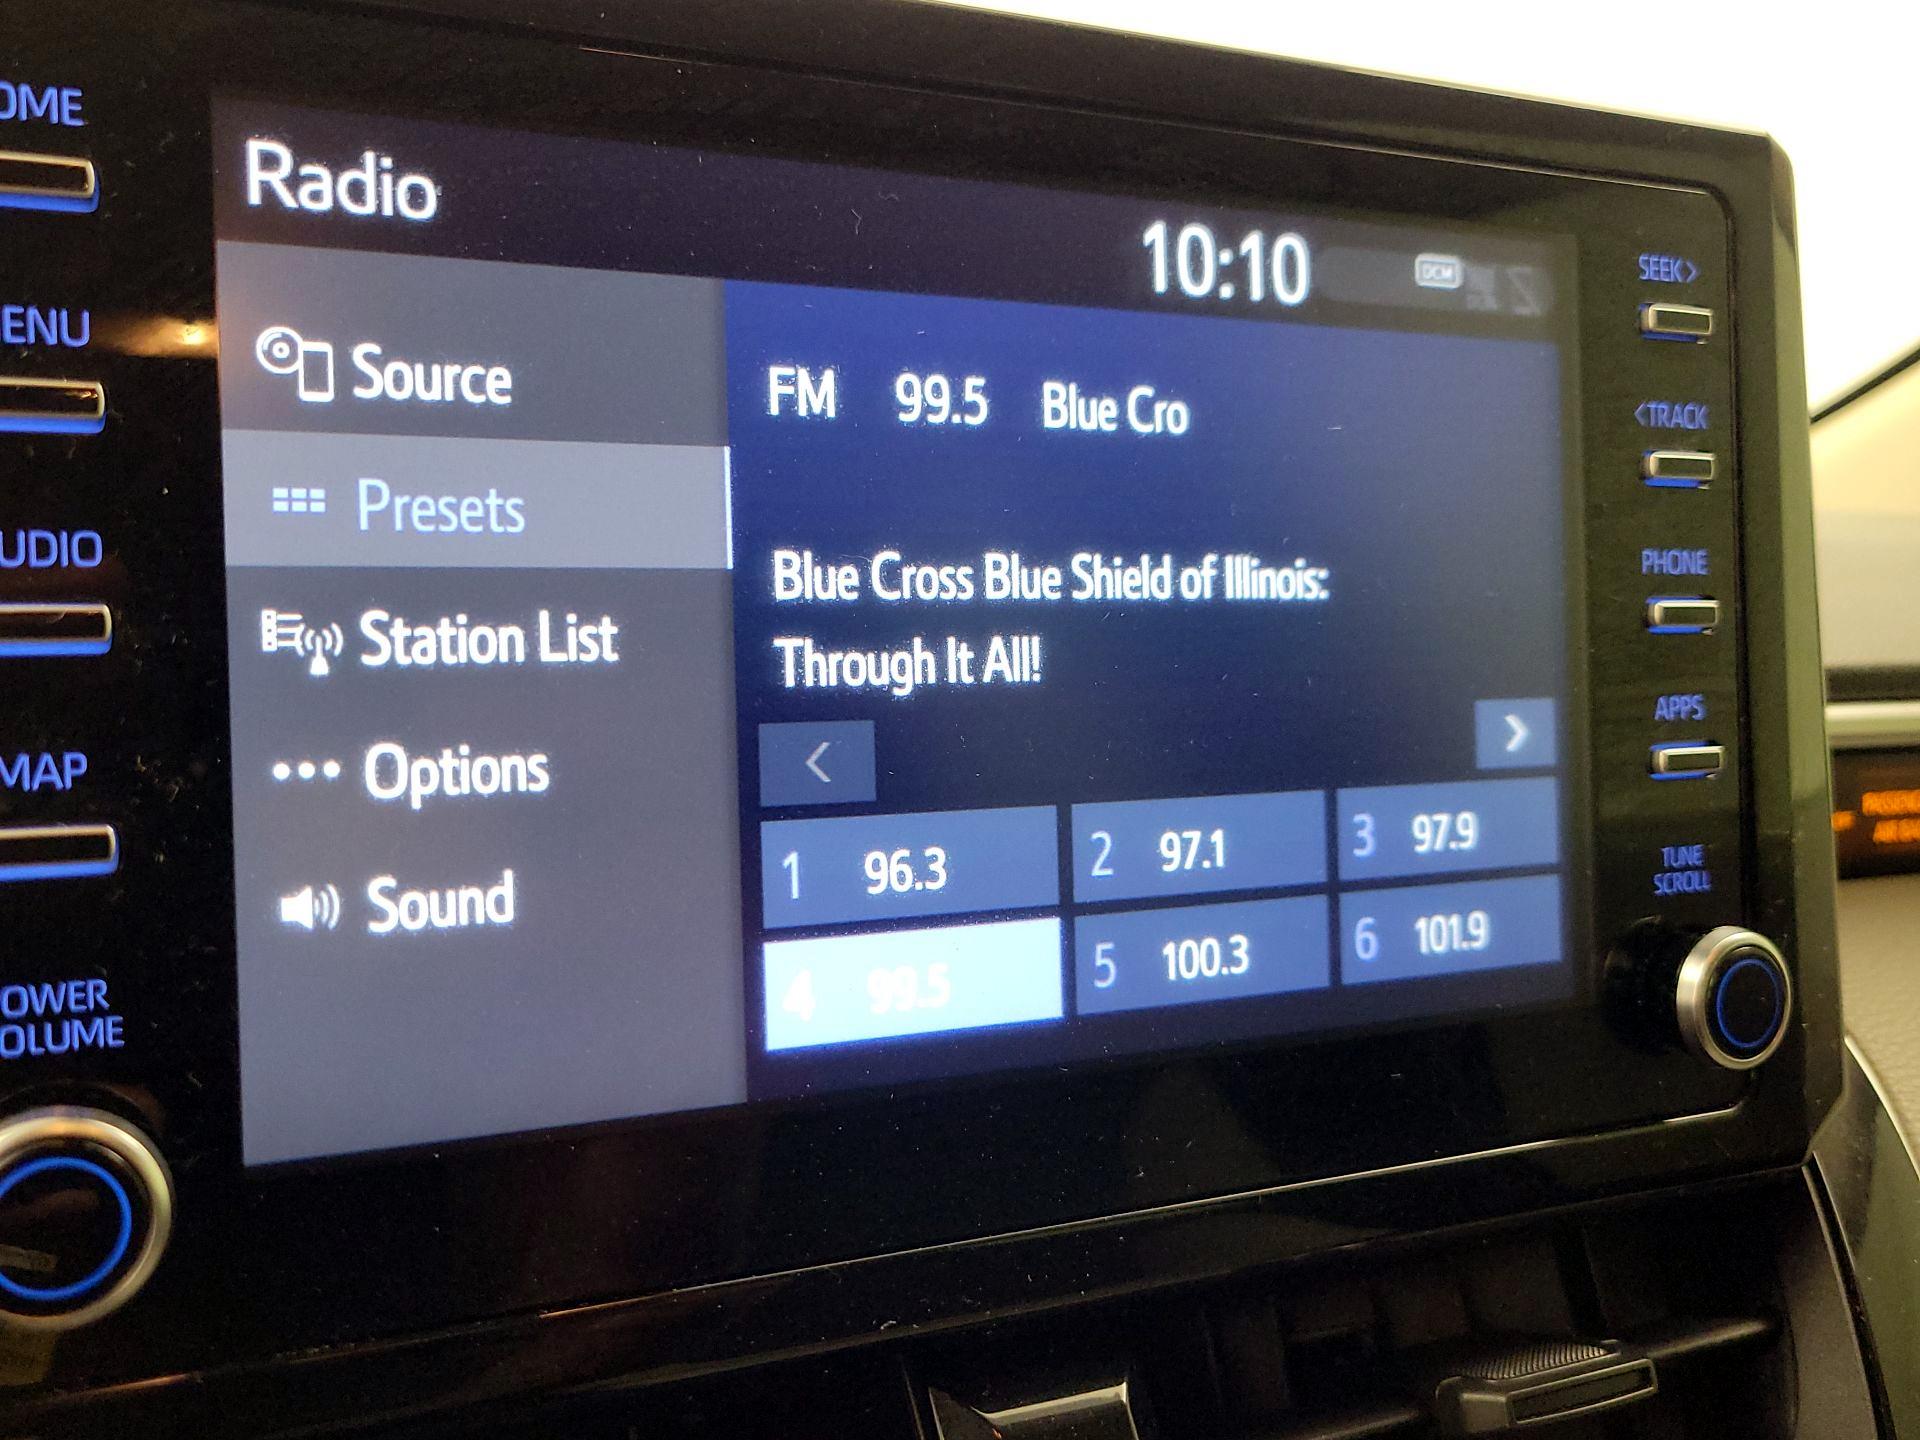 OME
ENU
UDIO
MAP
OWER
OLUME
Radio
10:10
DCM
Source
Presets
Station List
Options
Sound
FM 99.5 Blue Cro
Blue Cross Blue Shield of Illinois:
Through It All!
<
>
1 96.3
2 97.1
3 97.9
4 99.5
5 100.3
6 101.9
SEEK>
<TRACK
PHONE
APPS
TUNE
SCROLL